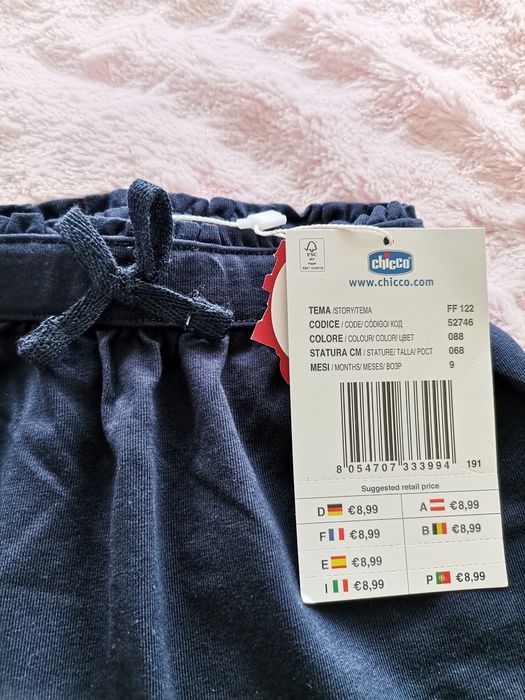 FSC
chicco
www.chicco.com
TEMA /STORY/TEMA FF 122
CODICE / CODE/ CÓDIGO/ КОД 52746
COLORE / COLOUR/ COLOR/ ЦВЕТ 088
STATURA CM / STATURE/ TALLA/ РОСТ 068
MESI / MONTHS/ MESES/ ВОЗР 9
8 054707 333994 191
Suggested retail price
D €8,99 A €8,99
F €8,99 B €8,99
E €8,99
I €8,99 P €8,99